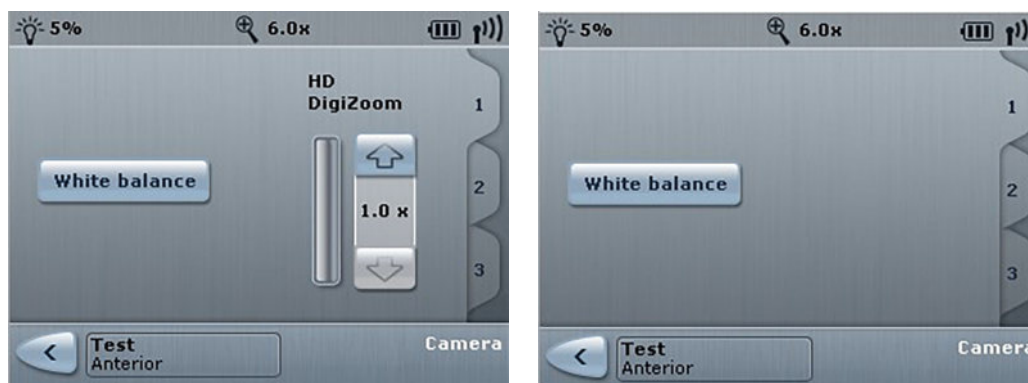 5%
6.0x
HD
DigiZoom
1
White balance
2
1.0 x
3
Test
Anterior
Camera
5%
6.0x
1
White balance
2
3
Test
Anterior
Camera